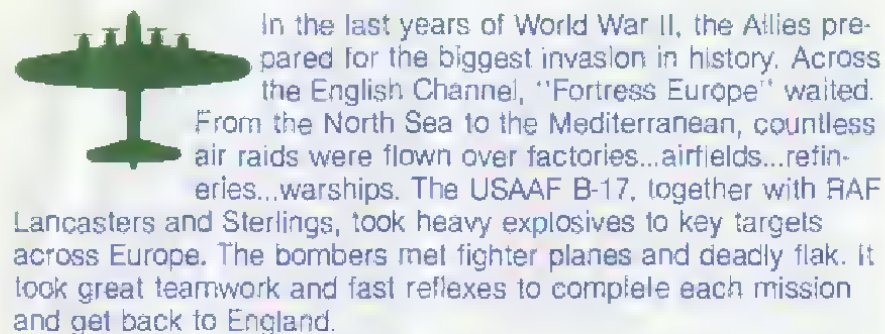 In the last years of World War II, the Allies pre-
pared for the biggest invasion in history. Across
the English Channel, "Fortress Europe" waited.
From the North Sea to the Mediterranean, countless
air raids were flown over factories...airfields...refin-
eries...warships. The USAAF B-17, together with RAF
Lancasters and Sterlings, took heavy explosives to key targets
across Europe. The bombers met fighter planes and deadly flak. It
took great teamwork and fast reflexes to complete each mission
and get back to England.